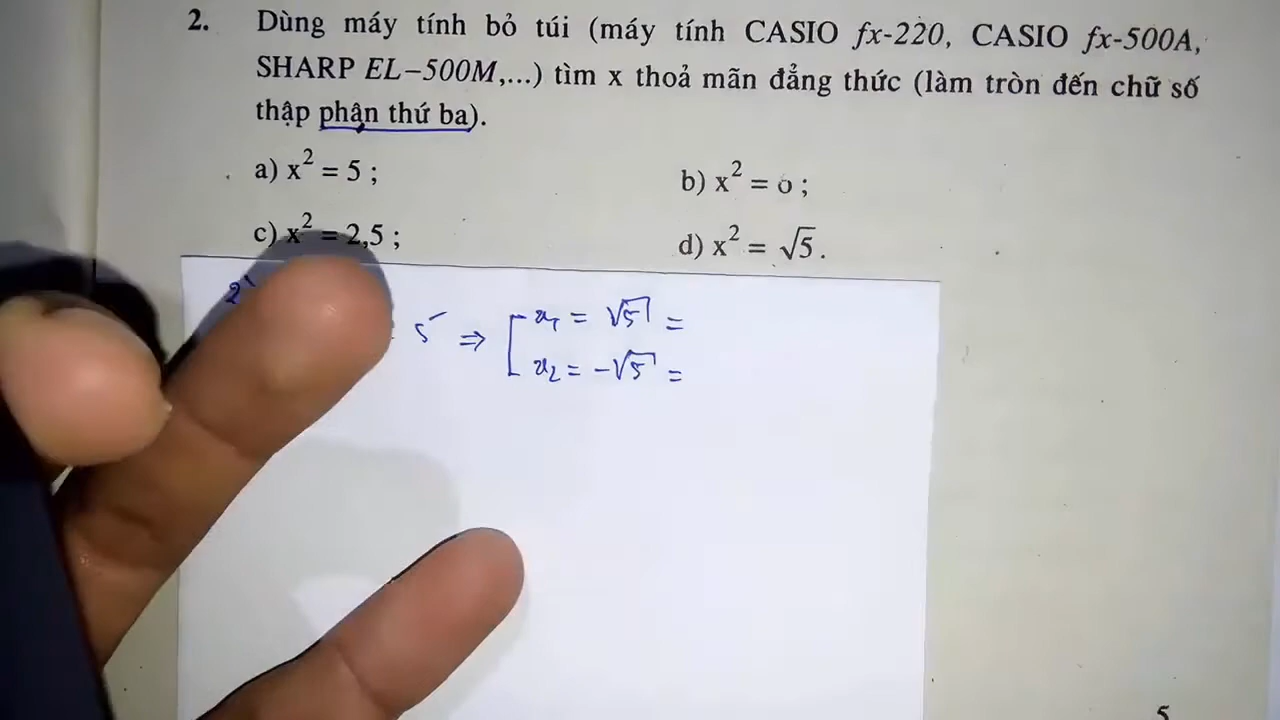 2. Dùng máy tính bỏ túi (máy tính CASIO fx-220, CASIO fx-500A,
SHARP EL–500M,...) tìm x thoả mãn đẳng thức (làm tròn đến chữ số
thập phận thứ ba).
a) x² = 5 ;
b) x² = 0 ;
c) x² = 2,5 ;
d) x² = √5 .
5 ⇒ [ x₁ = √5 =
x₂ = -√5 =
5